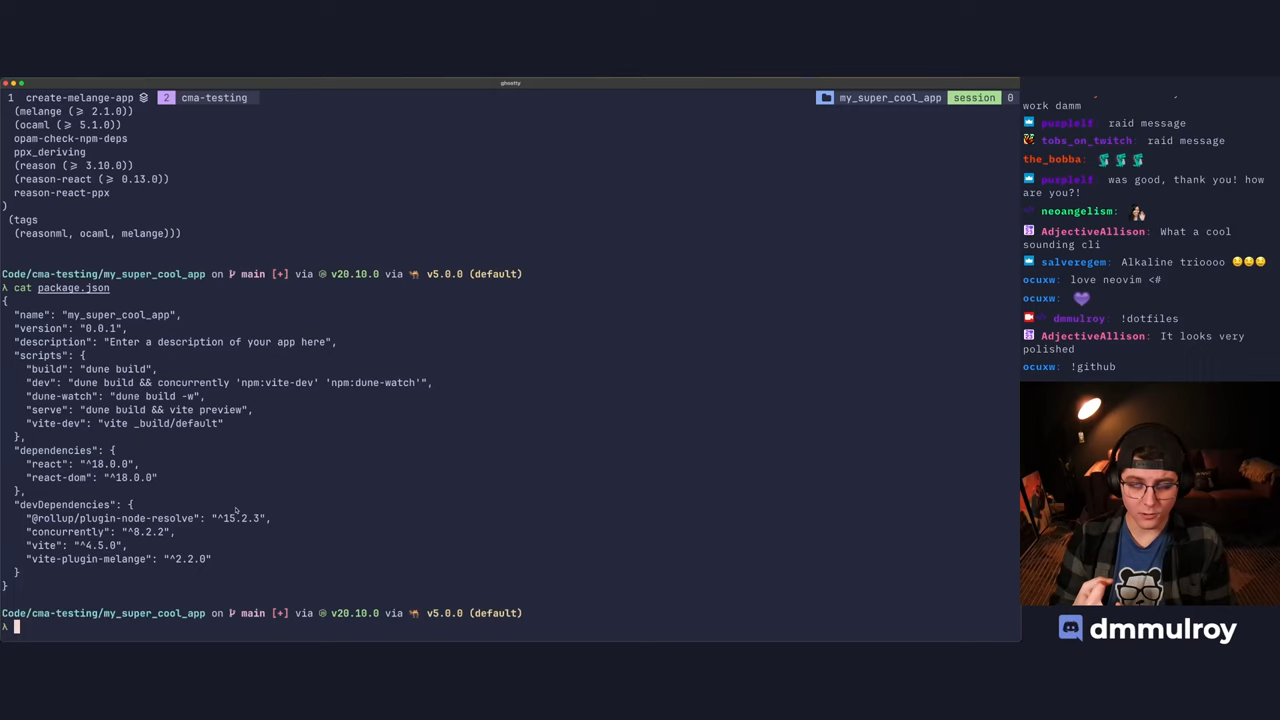 ghostty
1 create-melange-app 2 cma-testing my_super_cool_app session 0
(melange (≥ 2.1.0))
(ocaml (≥ 5.1.0))
opam-check-npm-deps
ppx_deriving
(reason (≥ 3.10.0))
(reason-react (≥ 0.13.0))
reason-react-ppx
)
(tags
(reasonml, ocaml, melange)))
Code/cma-testing/my_super_cool_app on main [+] via v20.10.0 via v5.0.0 (default)
λ cat package.json
{
"name": "my_super_cool_app",
"version": "0.0.1",
"description": "Enter a description of your app here",
"scripts": {
"build": "dune build",
"dev": "dune build && concurrently 'npm:vite-dev' 'npm:dune-watch'",
"dune-watch": "dune build -w",
"serve": "dune build && vite preview",
"vite-dev": "vite _build/default"
},
"dependencies": {
"react": "^18.0.0",
"react-dom": "^18.0.0"
},
"devDependencies": {
"@rollup/plugin-node-resolve": "^15.2.3",
"concurrently": "^8.2.2",
"vite": "^4.5.0",
"vite-plugin-melange": "^2.2.0"
}
}
Code/cma-testing/my_super_cool_app on main [+] via v20.10.0 via v5.0.0 (default)
λ
work damm
purplelf: raid message
tobs_on_twitch: raid message
the_bobba:
purplelf: was good, thank you! how
are you?!
neoangelism:
AdjectiveAllison: What a cool
sounding cli
salveregem: Alkaline trioooo
ocuxw: love neovim <#
ocuxw:
dmmulroy: !dotfiles
AdjectiveAllison: It looks very
polished
ocuxw: !github
dmmulroy